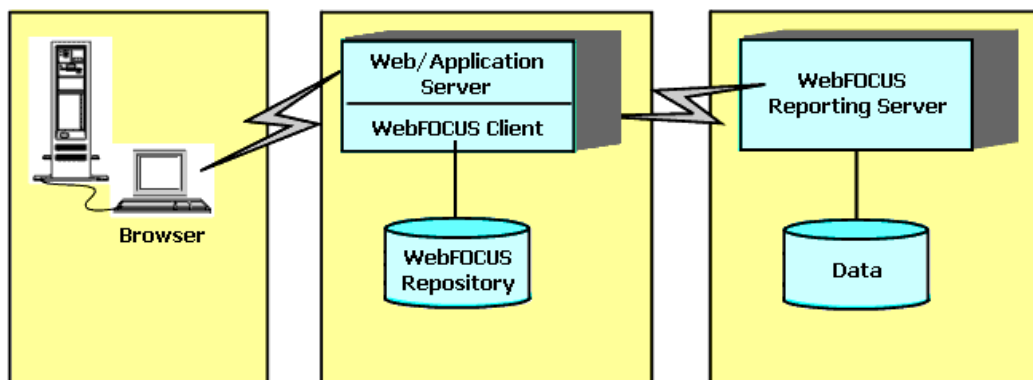 Browser
Web/Application
Server
WebFOCUS Client
WebFOCUS
Repository
WebFOCUS
Reporting Server
Data